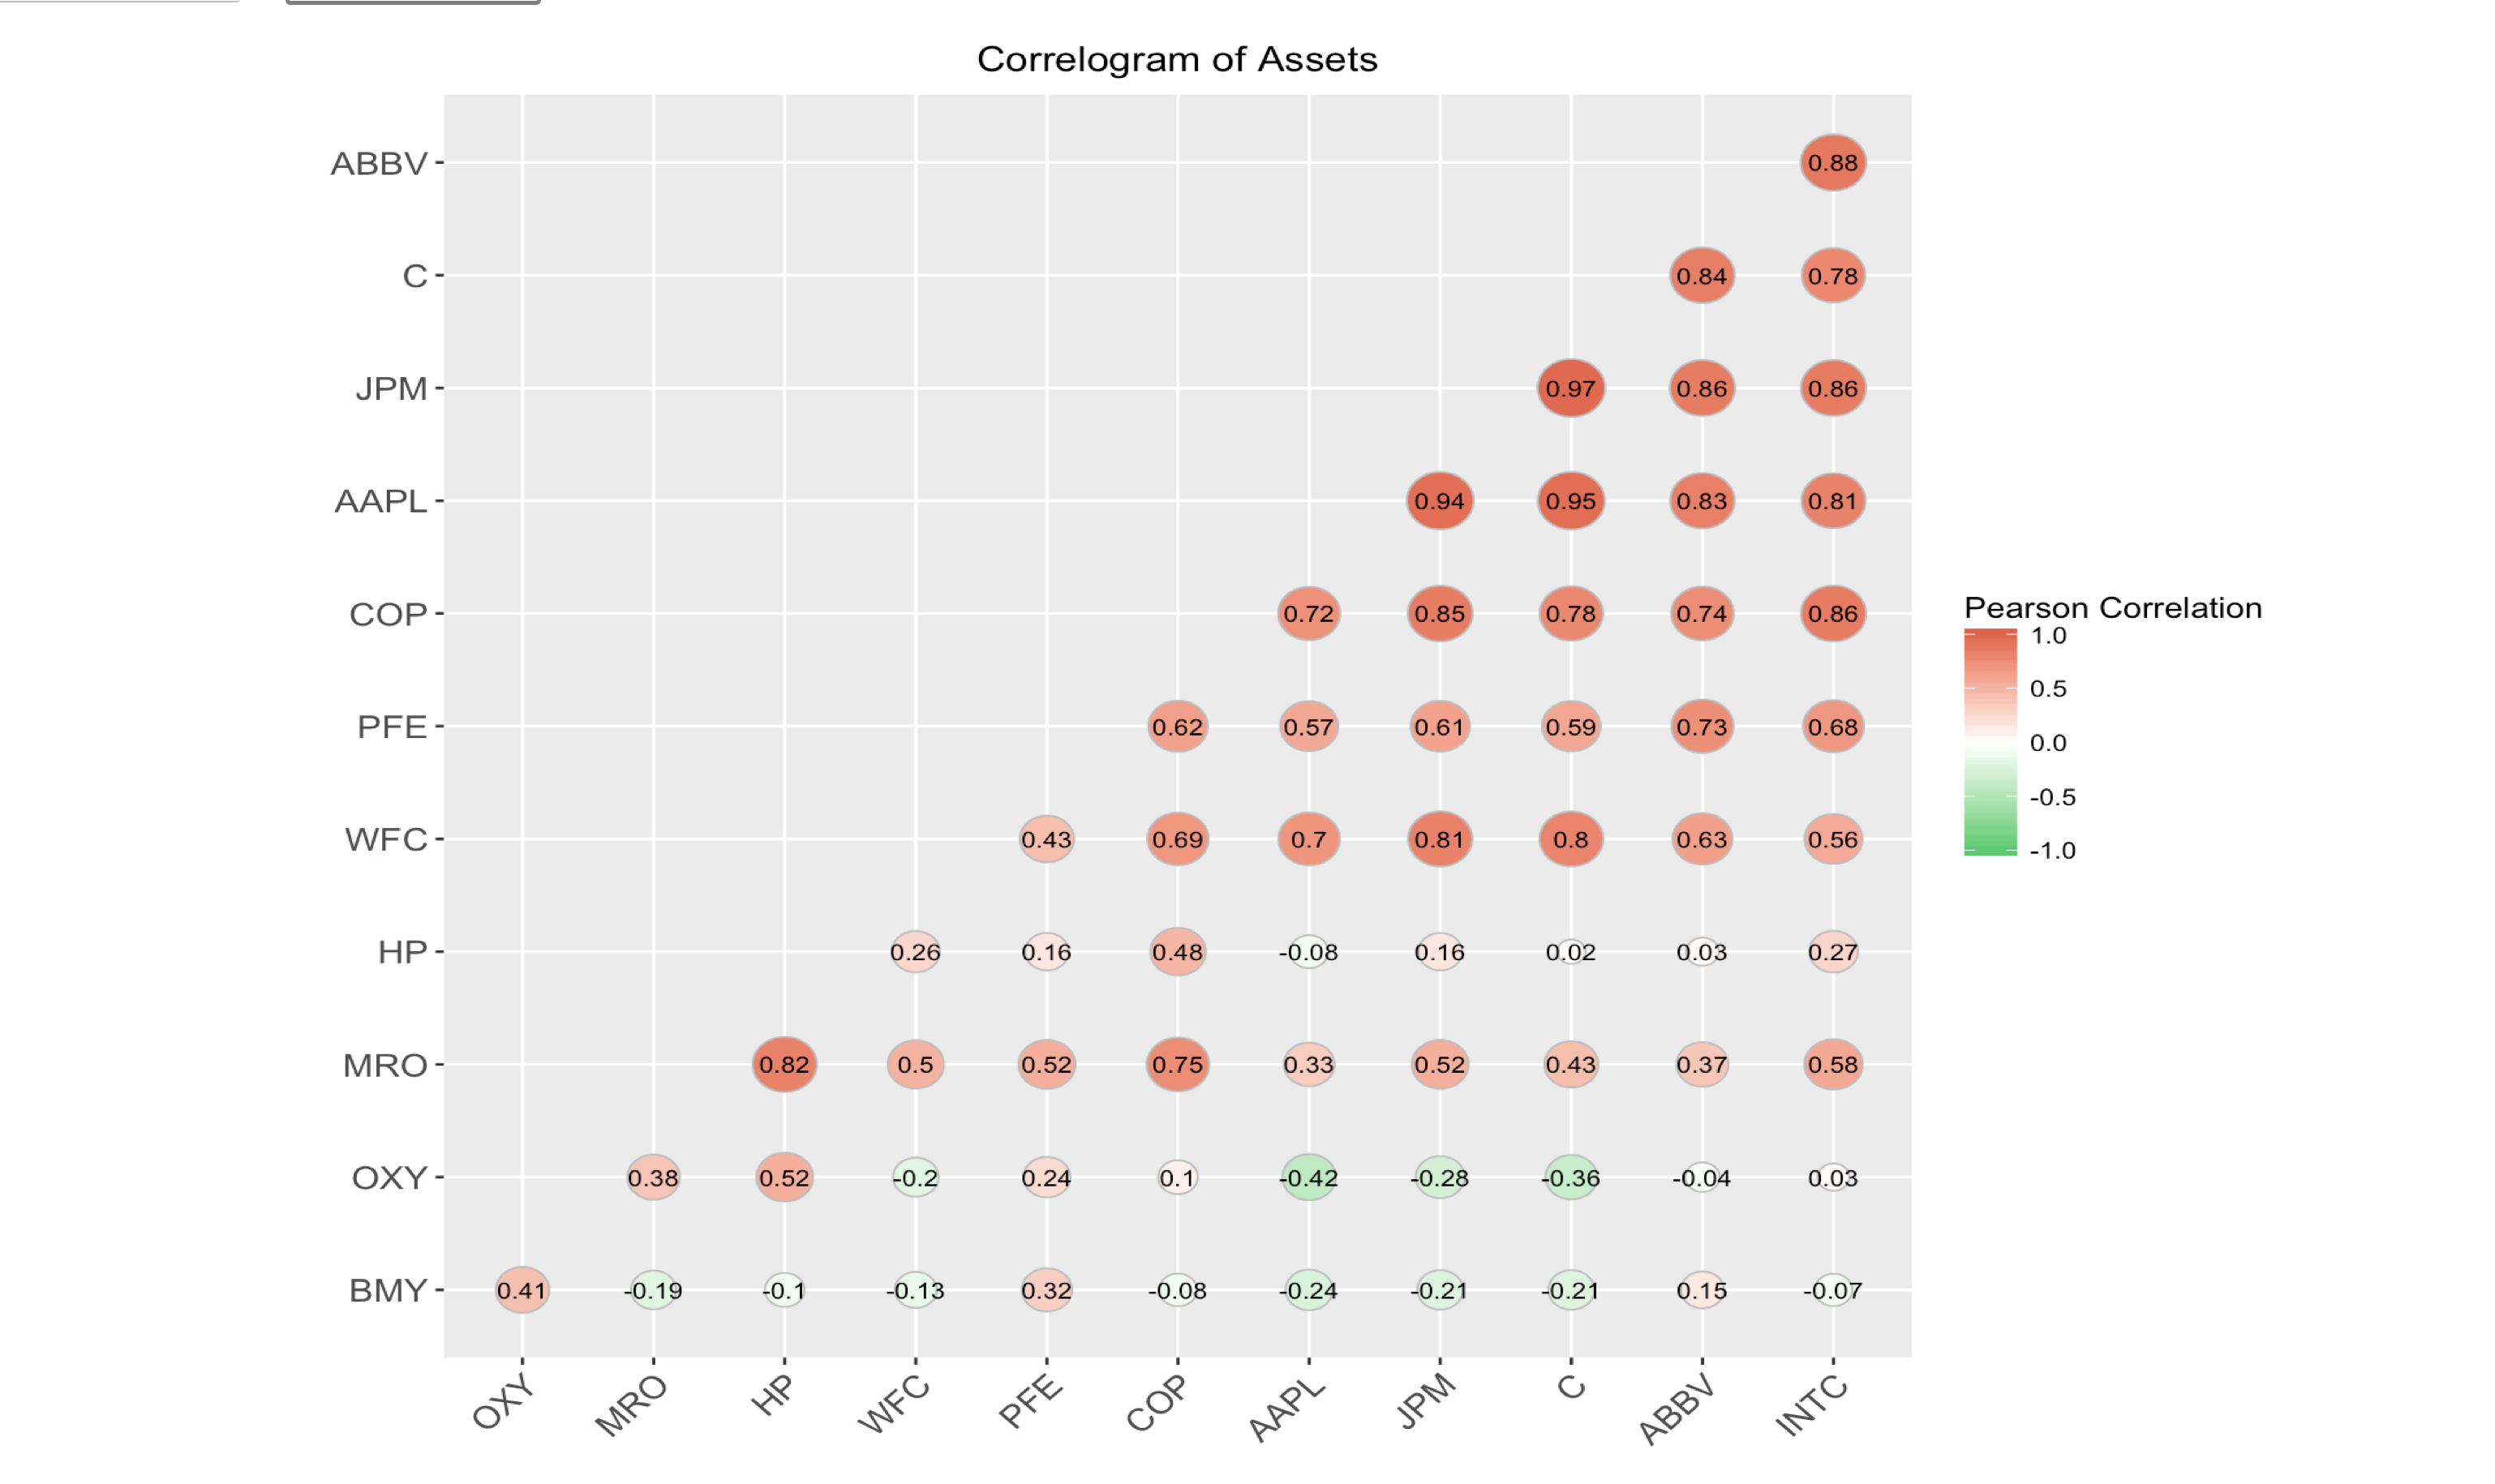 Correlogram of Assets
ABBV 0.88
C 0.84 0.78
JPM 0.97 0.86 0.86
AAPL 0.94 0.95 0.83 0.81
COP 0.72 0.85 0.78 0.74 0.86
Pearson Correlation
1.0
0.5
0.0
-0.5
-1.0
PFE 0.62 0.57 0.61 0.59 0.73 0.68
WFC 0.43 0.69 0.7 0.81 0.8 0.63 0.56
HP 0.26 0.16 0.48 -0.08 0.16 0.02 0.03 0.27
MRO 0.82 0.5 0.52 0.75 0.33 0.52 0.43 0.37 0.58
OXY 0.38 0.52 -0.2 0.24 0.1 -0.42 -0.28 -0.36 -0.04 0.03
BMY 0.41 -0.19 -0.1 -0.13 0.32 -0.08 -0.24 -0.21 -0.21 0.15 -0.07
OXY MRO HP WFC PFE COP AAPL JPM C ABBV INTC